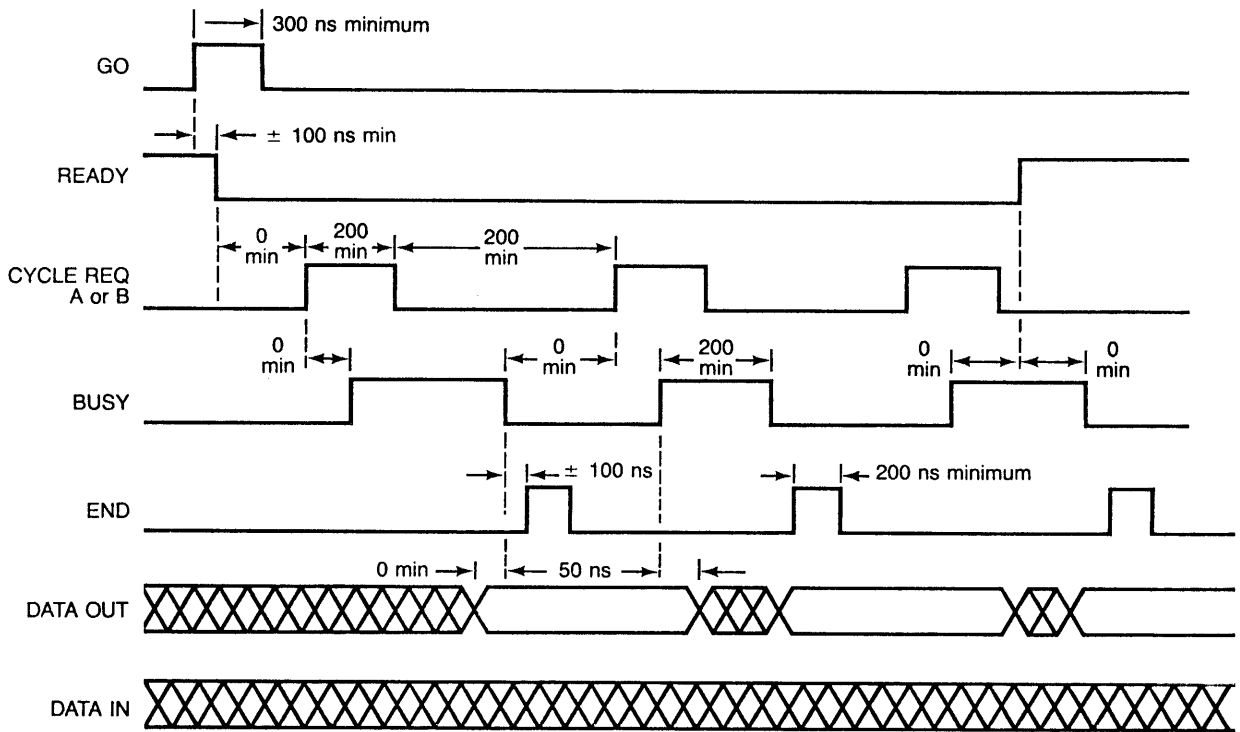 300 ns minimum
GO
± 100 ns min
READY
0 min
200 min
200 min
CYCLE REQ
A or B
0 min
0 min
200 min
0 min
0 min
BUSY
± 100 ns
200 ns minimum
END
0 min
50 ns
DATA OUT
DATA IN